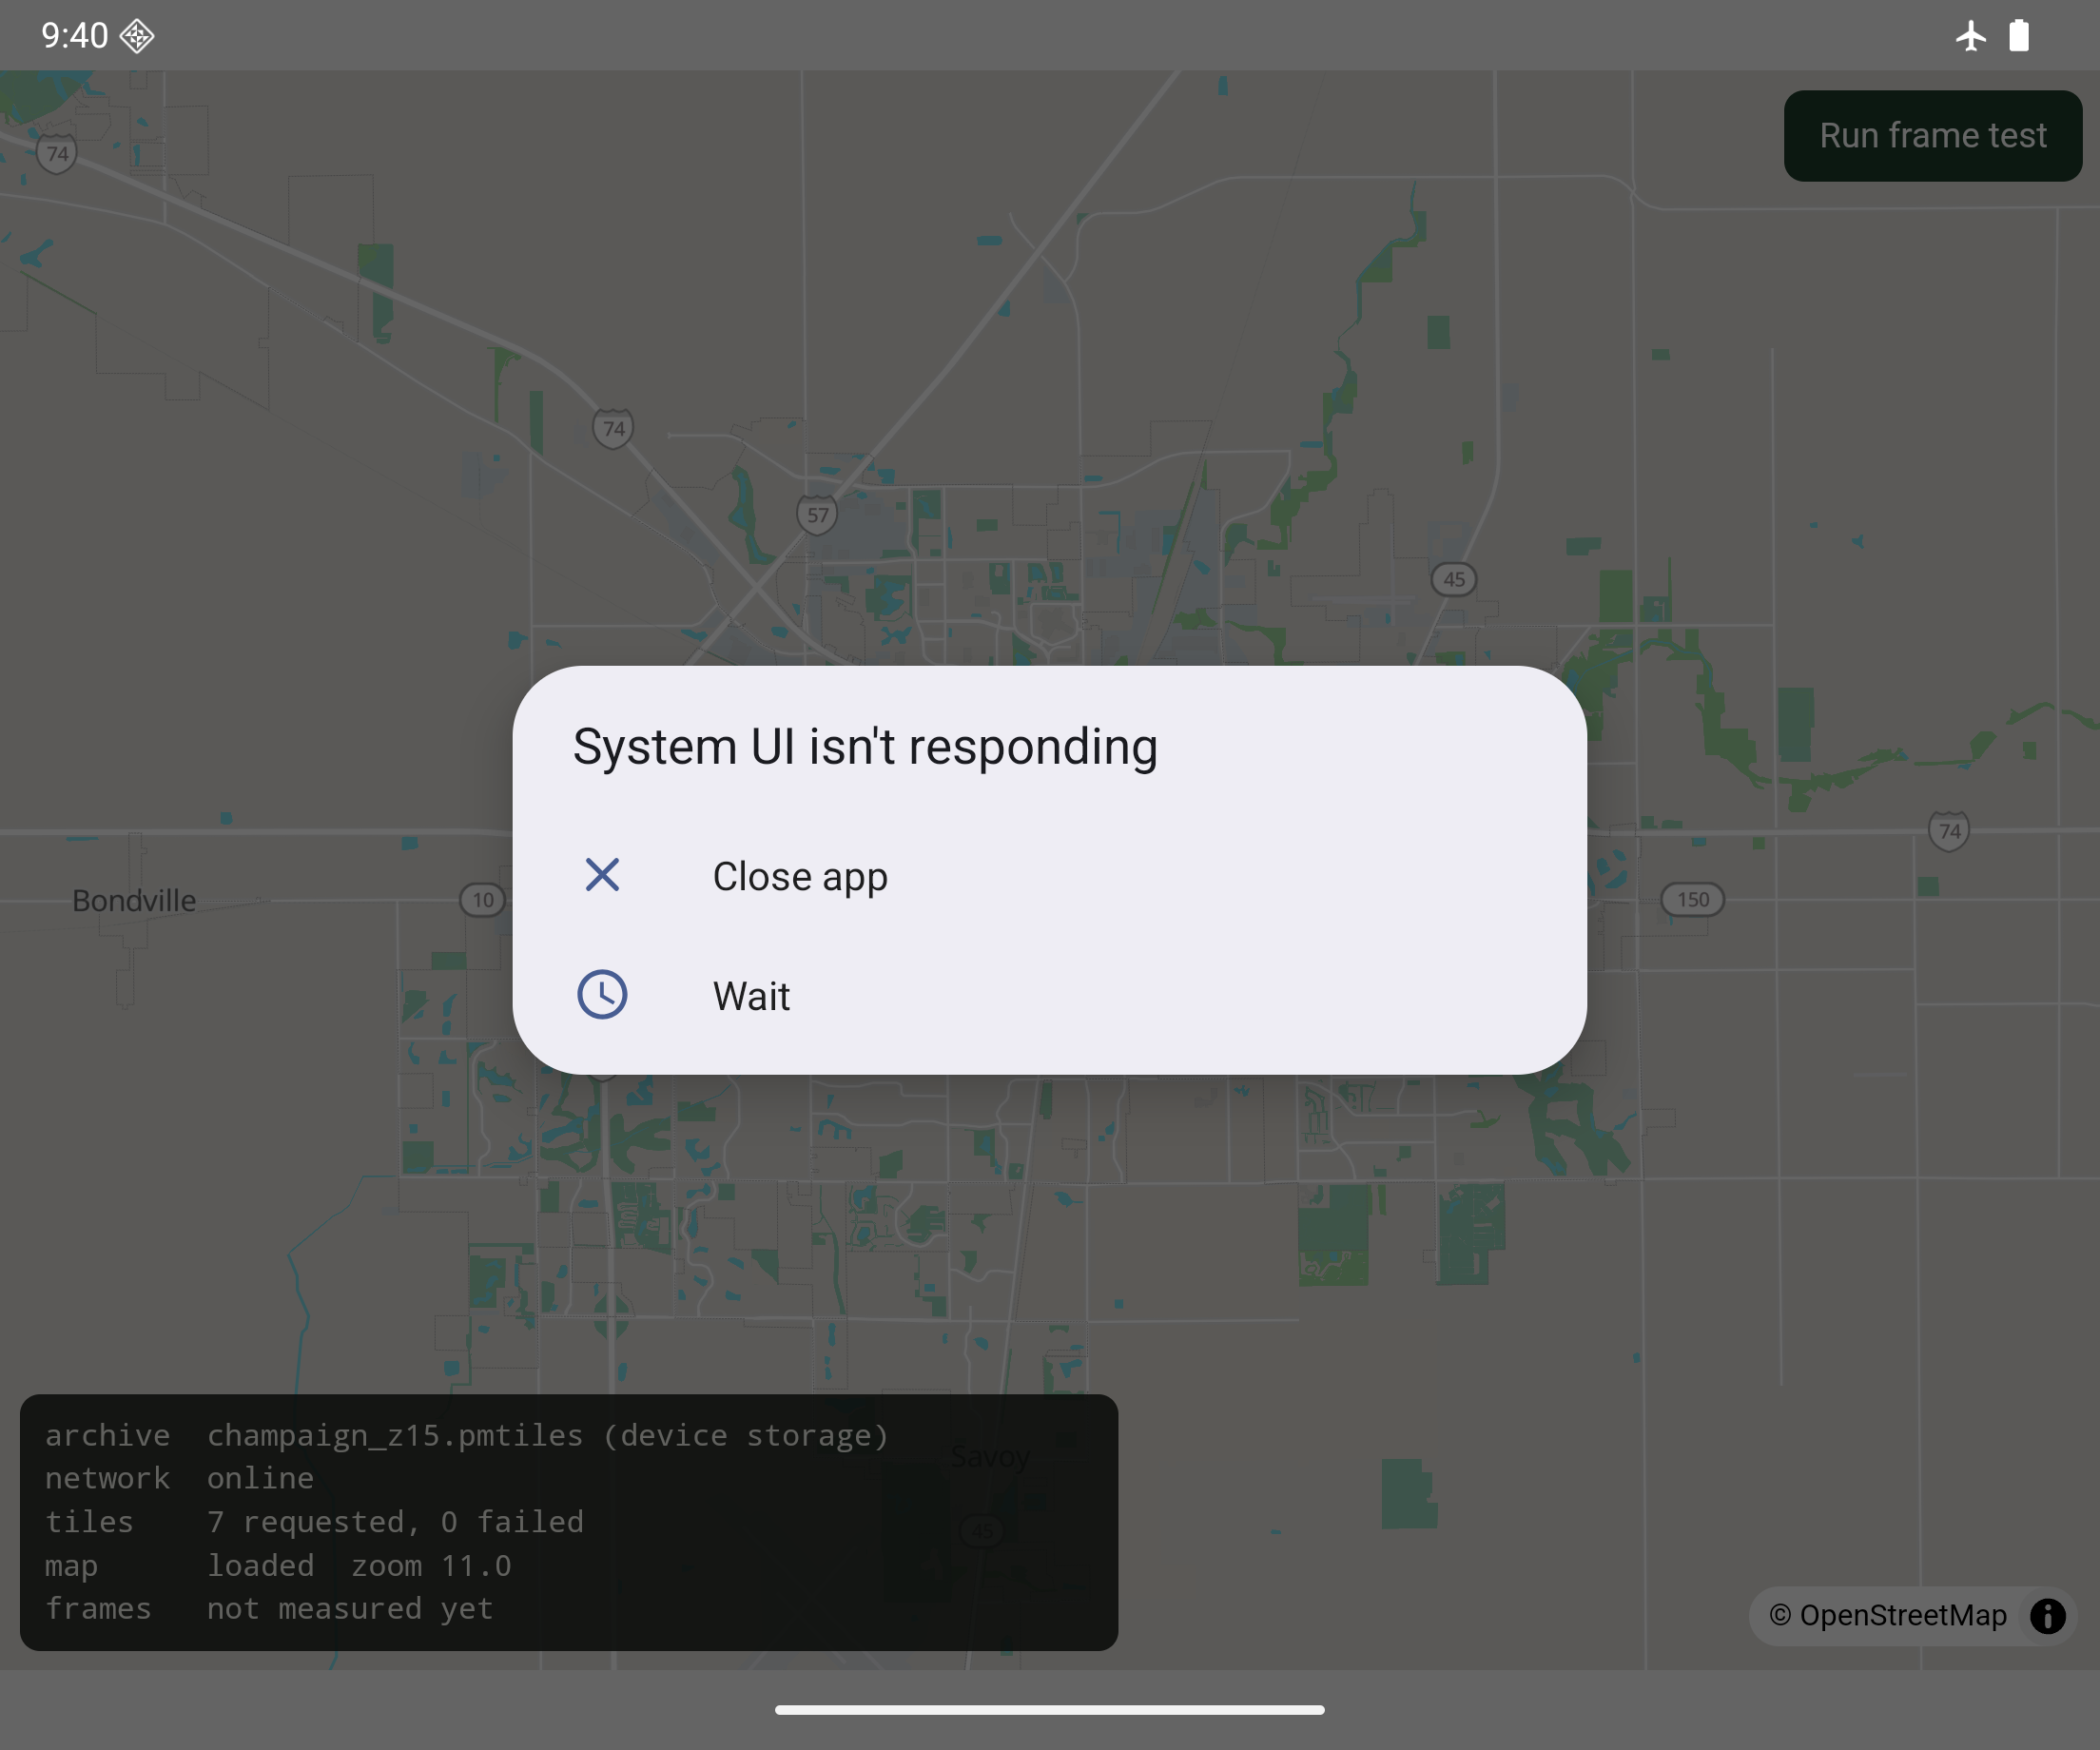 9:40
Run frame test
74
74
57
45
System UI isn't responding
74
Close app
Bondville
10
150
Wait
archive champaign_z15.pmtiles (device storage)
Savoy
network online
tiles 7 requested, 0 failed
45
map loaded zoom 11.0
frames not measured yet
© OpenStreetMap